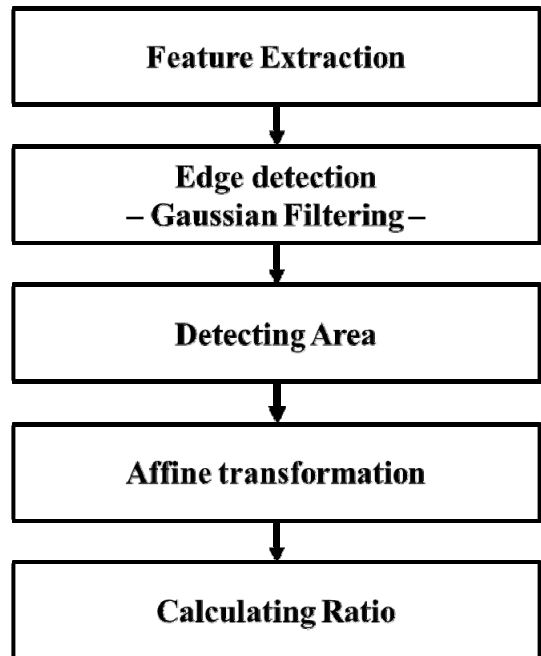 Feature Extraction
Edge detection
– Gaussian Filtering –
Detecting Area
Affine transformation
Calculating Ratio